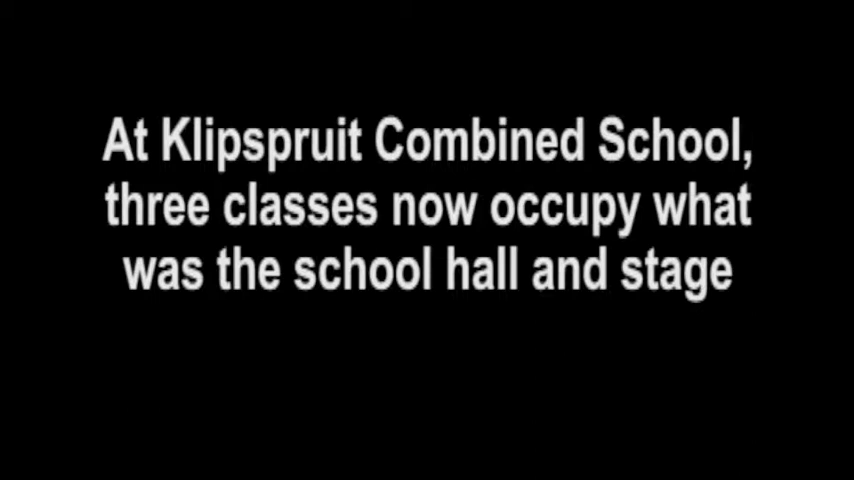 At Klipspruit Combined School,
three classes now occupy what
was the school hall and stage